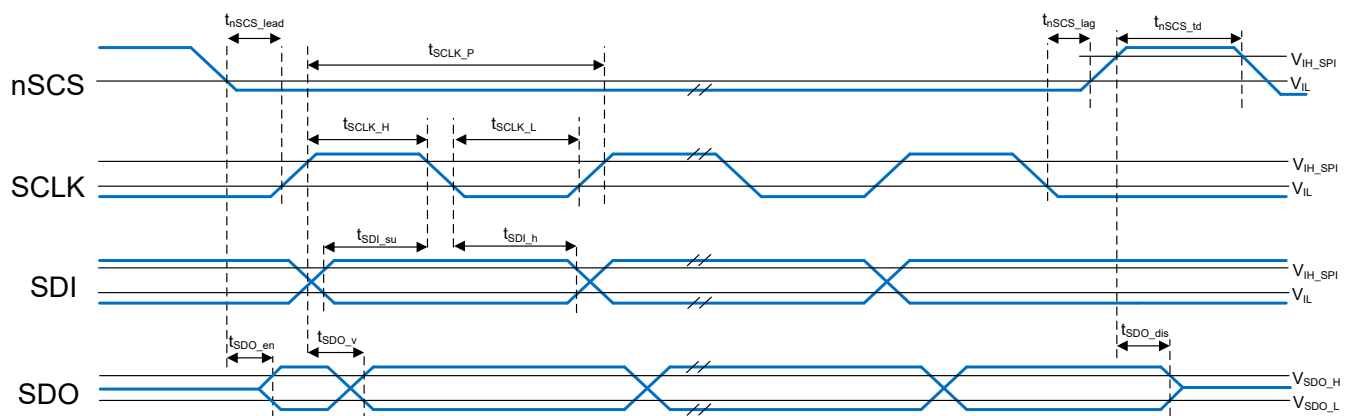 tnSCS_lead
tnSCS_lag
tnSCS_td
tSCLK_P
VIH_SPI
nSCS
VIL
tSCLK_H
tSCLK_L
VIH_SPI
SCLK
VIL
tSDI_su
tSDI_h
VIH_SPI
SDI
VIL
tSDO_en
tSDO_v
tSDO_dis
VSDO_H
SDO
VSDO_L